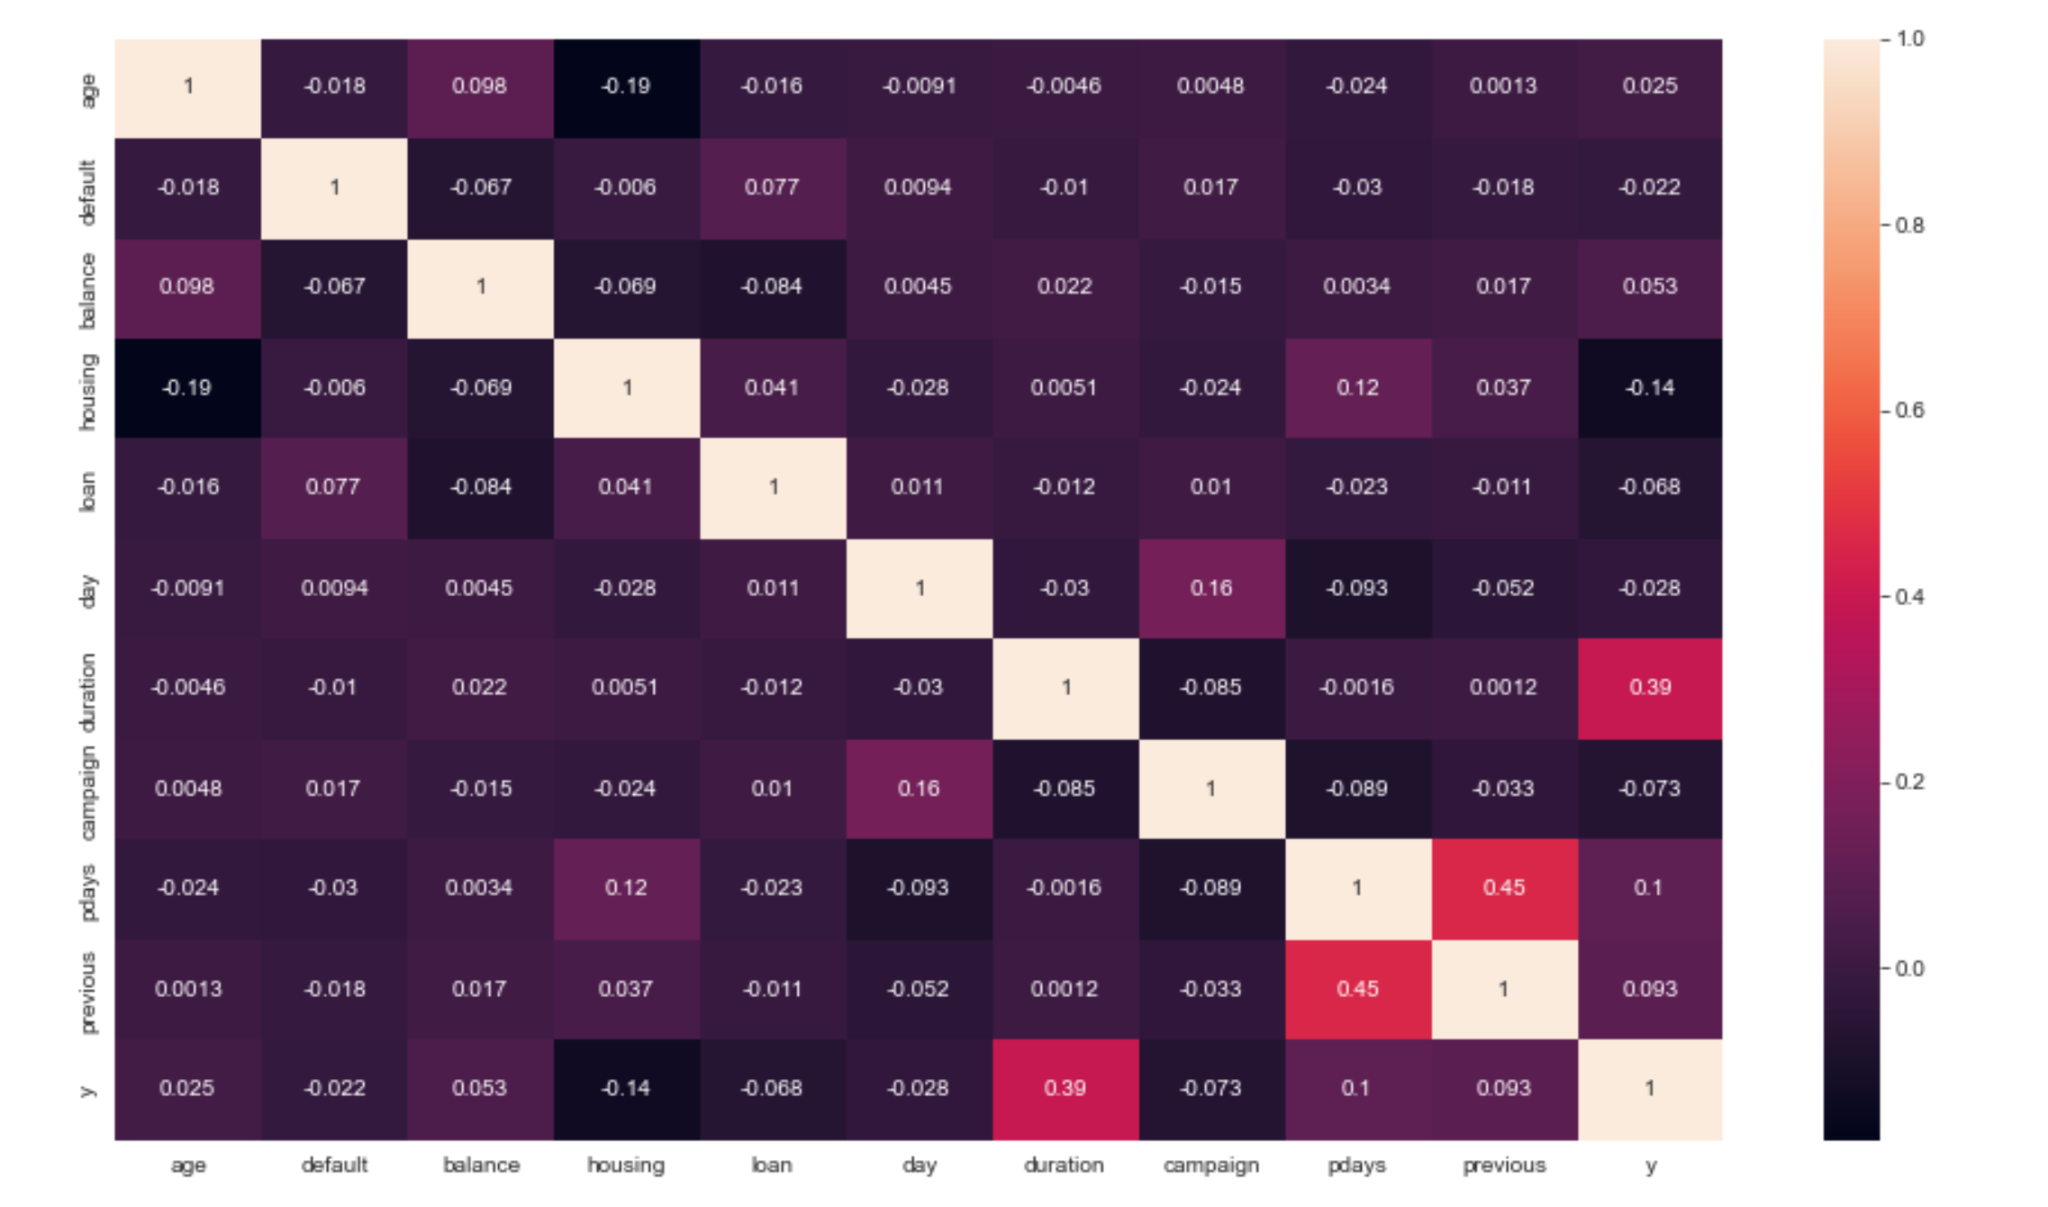 age 1 -0.018 0.098 -0.19 -0.016 -0.0091 -0.0046 0.0048 -0.024 0.0013 0.025
default -0.018 1 -0.067 -0.006 0.077 0.0094 -0.01 0.017 -0.03 -0.018 -0.022
balance 0.098 -0.067 1 -0.069 -0.084 0.0045 0.022 -0.015 0.0034 0.017 0.053
housing -0.19 -0.006 -0.069 1 0.041 -0.028 0.0051 -0.024 0.12 0.037 -0.14
loan -0.016 0.077 -0.084 0.041 1 0.011 -0.012 0.01 -0.023 -0.011 -0.068
day -0.0091 0.0094 0.0045 -0.028 0.011 1 -0.03 0.16 -0.093 -0.052 -0.028
duration -0.0046 -0.01 0.022 0.0051 -0.012 -0.03 1 -0.085 -0.0016 0.0012 0.39
campaign 0.0048 0.017 -0.015 -0.024 0.01 0.16 -0.085 1 -0.089 -0.033 -0.073
pdays -0.024 -0.03 0.0034 0.12 -0.023 -0.093 -0.0016 -0.089 1 0.45 0.1
previous 0.0013 -0.018 0.017 0.037 -0.011 -0.052 0.0012 -0.033 0.45 1 0.093
y 0.025 -0.022 0.053 -0.14 -0.068 -0.028 0.39 -0.073 0.1 0.093 1
age default balance housing loan day duration campaign pdays previous y
1.0
0.8
0.6
0.4
0.2
0.0